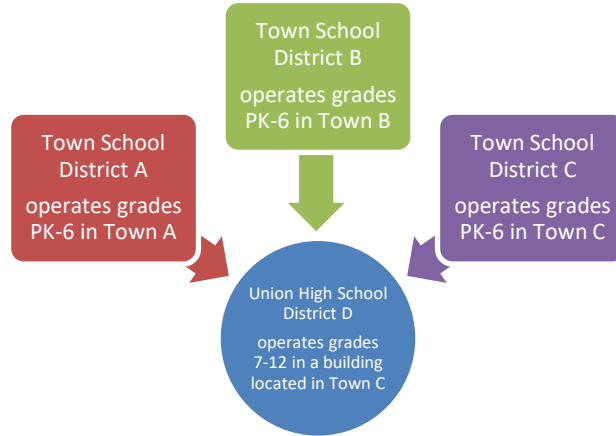 Town School
District A
operates grades
PK-6 in Town A
Town School
District B
operates grades
PK-6 in Town B
Town School
District C
operates grades
PK-6 in Town C
Union High School
District D
operates grades
7-12 in a building
located in Town C